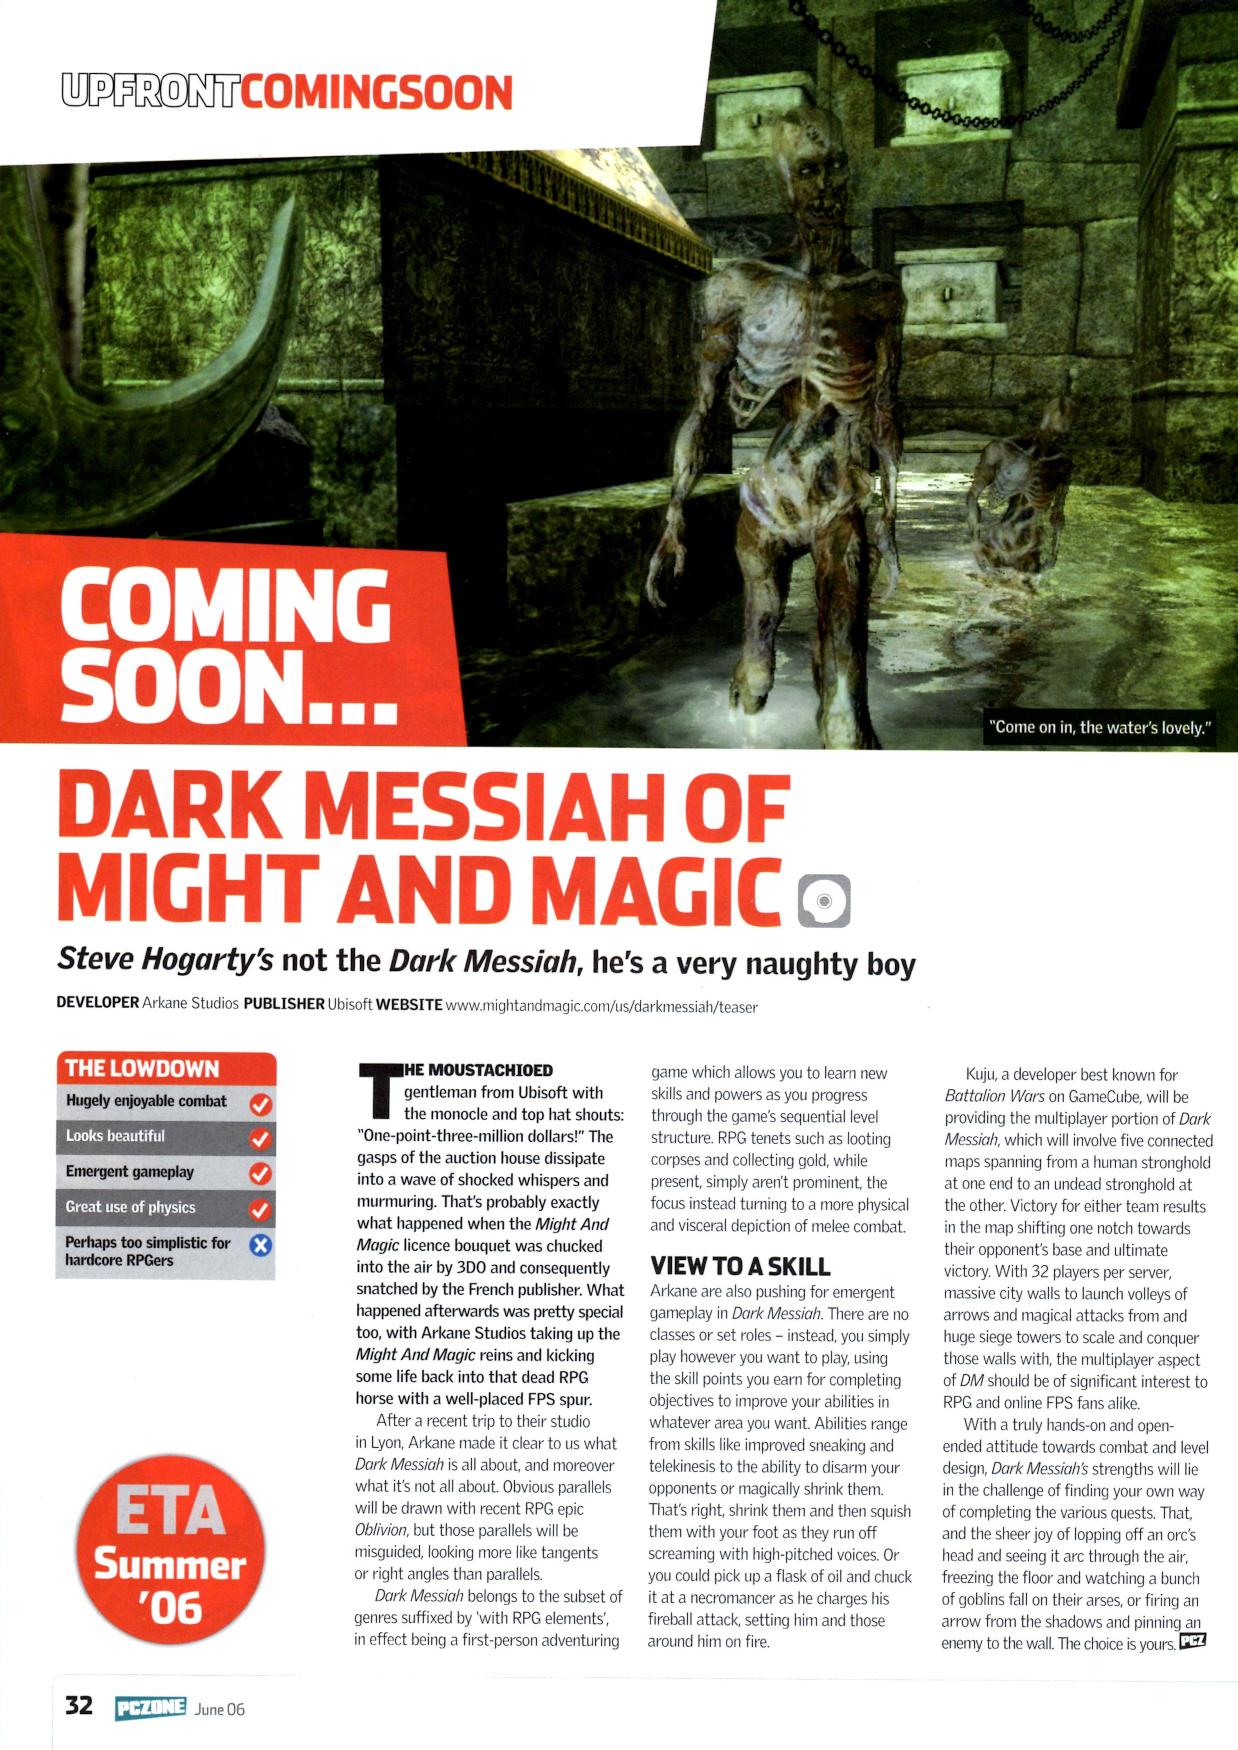 UPFRONTCOMINGSOON
"Come on in, the water's lovely."
COMING
SOON...
DARK MESSIAH OF
MIGHT AND MAGIC
Steve Hogarty's not the Dark Messiah, he's a very naughty boy
DEVELOPER Arkane Studios PUBLISHER Ubisoft WEBSITE www.mightandmagic.com/us/darkmessiah/teaser
THE LOWDOWN
Hugely enjoyable combat
Looks beautiful
Emergent gameplay
Great use of physics
Perhaps too simplistic for
hardcore RPGers
ETA
Summer
'06
THE MOUSTACHIOED
gentleman from Ubisoft with
the monocle and top hat shouts:
"One-point-three-million dollars!" The
gasps of the auction house dissipate
into a wave of shocked whispers and
murmuring. That's probably exactly
what happened when the Might And
Magic licence bouquet was chucked
into the air by 3DO and consequently
snatched by the French publisher. What
happened afterwards was pretty special
too, with Arkane Studios taking up the
Might And Magic reins and kicking
some life back into that dead RPG
horse with a well-placed FPS spur.
After a recent trip to their studio
in Lyon, Arkane made it clear to us what
Dark Messiah is all about, and moreover
what it's not all about. Obvious parallels
will be drawn with recent RPG epic
Oblivion, but those parallels will be
misguided, looking more like tangents
or right angles than parallels.
Dark Messiah belongs to the subset of
genres suffixed by 'with RPG elements',
in effect being a first-person adventuring
game which allows you to learn new
skills and powers as you progress
through the game's sequential level
structure. RPG tenets such as looting
corpses and collecting gold, while
present, simply aren't prominent, the
focus instead turning to a more physical
and visceral depiction of melee combat.
VIEW TO A SKILL
Arkane are also pushing for emergent
gameplay in Dark Messiah. There are no
classes or set roles – instead, you simply
play however you want to play, using
the skill points you earn for completing
objectives to improve your abilities in
whatever area you want. Abilities range
from skills like improved sneaking and
telekinesis to the ability to disarm your
opponents or magically shrink them.
That's right, shrink them and then squish
them with your foot as they run off
screaming with high-pitched voices. Or
you could pick up a flask of oil and chuck
it at a necromancer as he charges his
fireball attack, setting him and those
around him on fire.
Kuju, a developer best known for
Battalion Wars on GameCube, will be
providing the multiplayer portion of Dark
Messiah, which will involve five connected
maps spanning from a human stronghold
at one end to an undead stronghold at
the other. Victory for either team results
in the map shifting one notch towards
their opponent's base and ultimate
victory. With 32 players per server,
massive city walls to launch volleys of
arrows and magical attacks from and
huge siege towers to scale and conquer
those walls with, the multiplayer aspect
of DM should be of significant interest to
RPG and online FPS fans alike.
With a truly hands-on and open-
ended attitude towards combat and level
design, Dark Messiah's strengths will lie
in the challenge of finding your own way
of completing the various quests. That,
and the sheer joy of lopping off an orc's
head and seeing it arc through the air,
freezing the floor and watching a bunch
of goblins fall on their arses, or firing an
arrow from the shadows and pinning an
enemy to the wall. The choice is yours. PCZ
32 PCZONE June 06